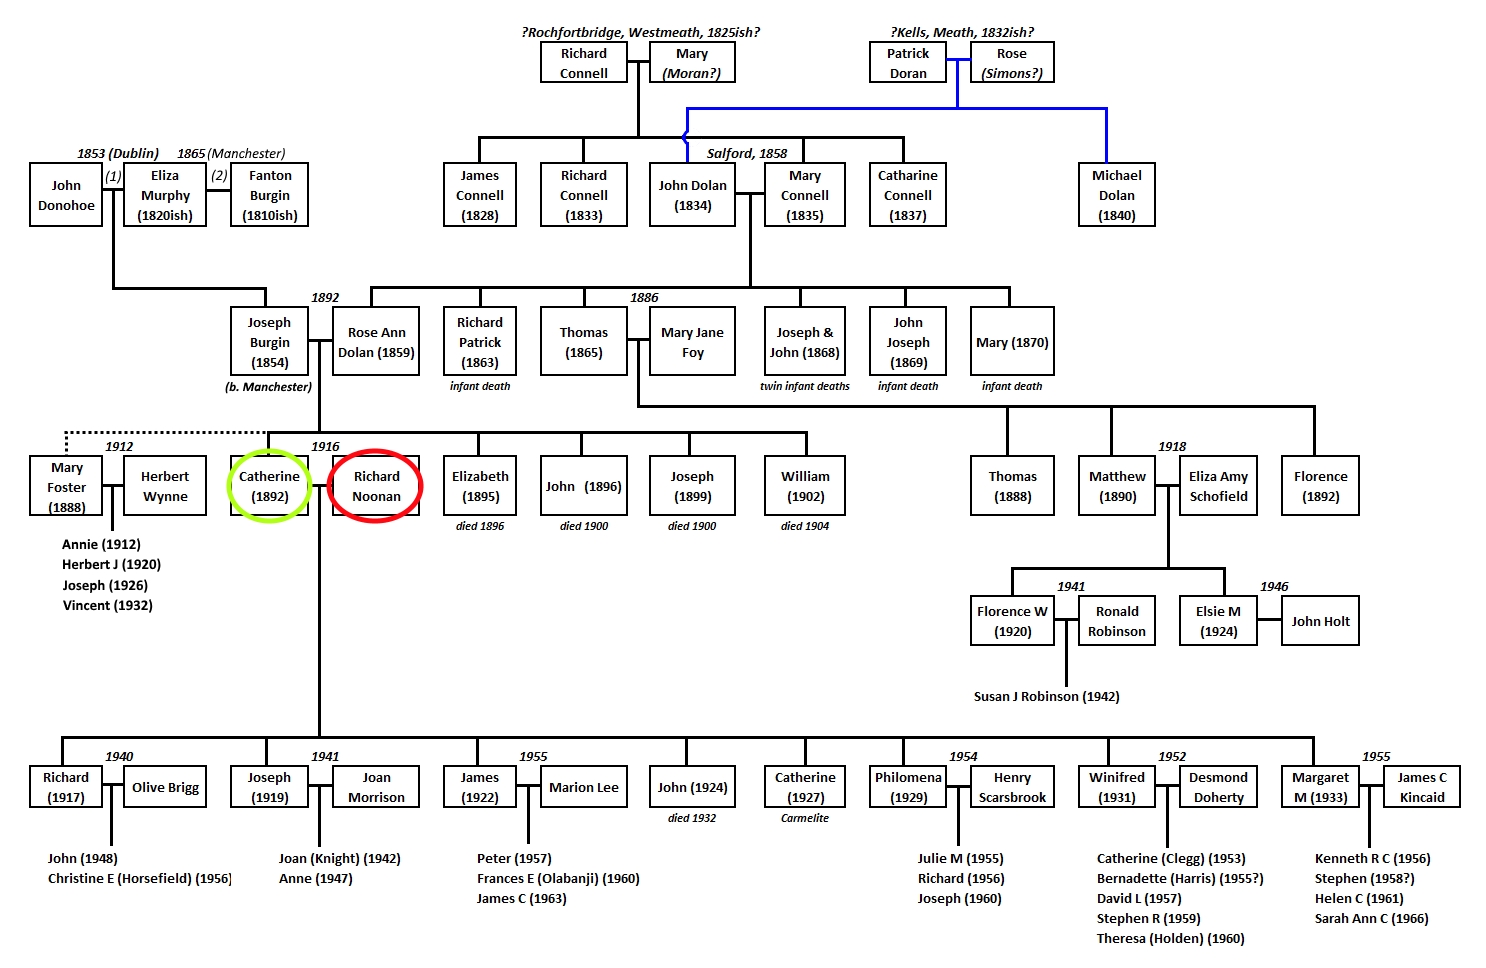 ?Rochfortbridge, Westmeath, 1825ish?
?Kells, Meath, 1832ish?
Richard
Connell
Mary
(Moran?)
Patrick
Doran
Rose
(Simons?)
1853 (Dublin)
1865 (Manchester)
Salford, 1858
John
Donohoe
(1)
Eliza
Murphy
(1820ish)
(2)
Fanton
Burgin
(1810ish)
James
Connell
(1828)
Richard
Connell
(1833)
John Dolan
(1834)
Mary
Connell
(1835)
Catharine
Connell
(1837)
Michael
Dolan
(1840)
1892
1886
Joseph
Burgin
(1854)
(b. Manchester)
Rose Ann
Dolan (1859)
Richard
Patrick
(1863)
infant death
Thomas
(1865)
Mary Jane
Foy
Joseph &
John (1868)
twin infant deaths
John
Joseph
(1869)
infant death
Mary (1870)
infant death
1912
1916
1918
Mary
Foster
(1888)
Herbert
Wynne
Catherine
(1892)
Richard
Noonan
Elizabeth
(1895)
died 1896
John (1896)
died 1900
Joseph
(1899)
died 1900
William
(1902)
died 1904
Thomas
(1888)
Matthew
(1890)
Eliza Amy
Schofield
Florence
(1892)
Annie (1912)
Herbert J (1920)
Joseph (1926)
Vincent (1932)
1941
1946
Florence W
(1920)
Ronald
Robinson
Elsie M
(1924)
John Holt
Susan J Robinson (1942)
1940
1941
1955
1954
1952
1955
Richard
(1917)
Olive Brigg
Joseph
(1919)
Joan
Morrison
James
(1922)
Marion Lee
John (1924)
died 1932
Catherine
(1927)
Carmelite
Philomena
(1929)
Henry
Scarsbrook
Winifred
(1931)
Desmond
Doherty
Margaret
M (1933)
James C
Kincaid
John (1948)
Christine E (Horsefield) (1956)
Joan (Knight) (1942)
Anne (1947)
Peter (1957)
Frances E (Olabanji) (1960)
James C (1963)
Julie M (1955)
Richard (1956)
Joseph (1960)
Catherine (Clegg) (1953)
Bernadette (Harris) (1955?)
David L (1957)
Stephen R (1959)
Theresa (Holden) (1960)
Kenneth R C (1956)
Stephen (1958?)
Helen C (1961)
Sarah Ann C (1966)